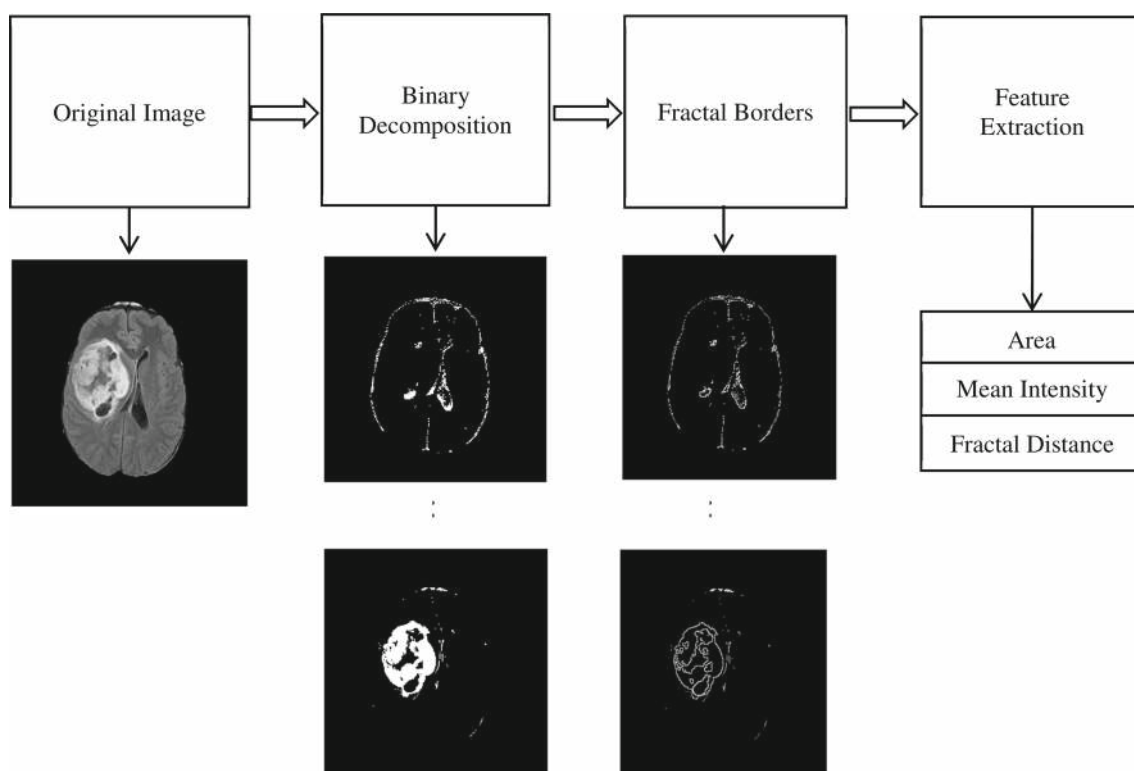 Original Image
Binary
Decomposition
Fractal Borders
Feature
Extraction
Area
Mean Intensity
Fractal Distance